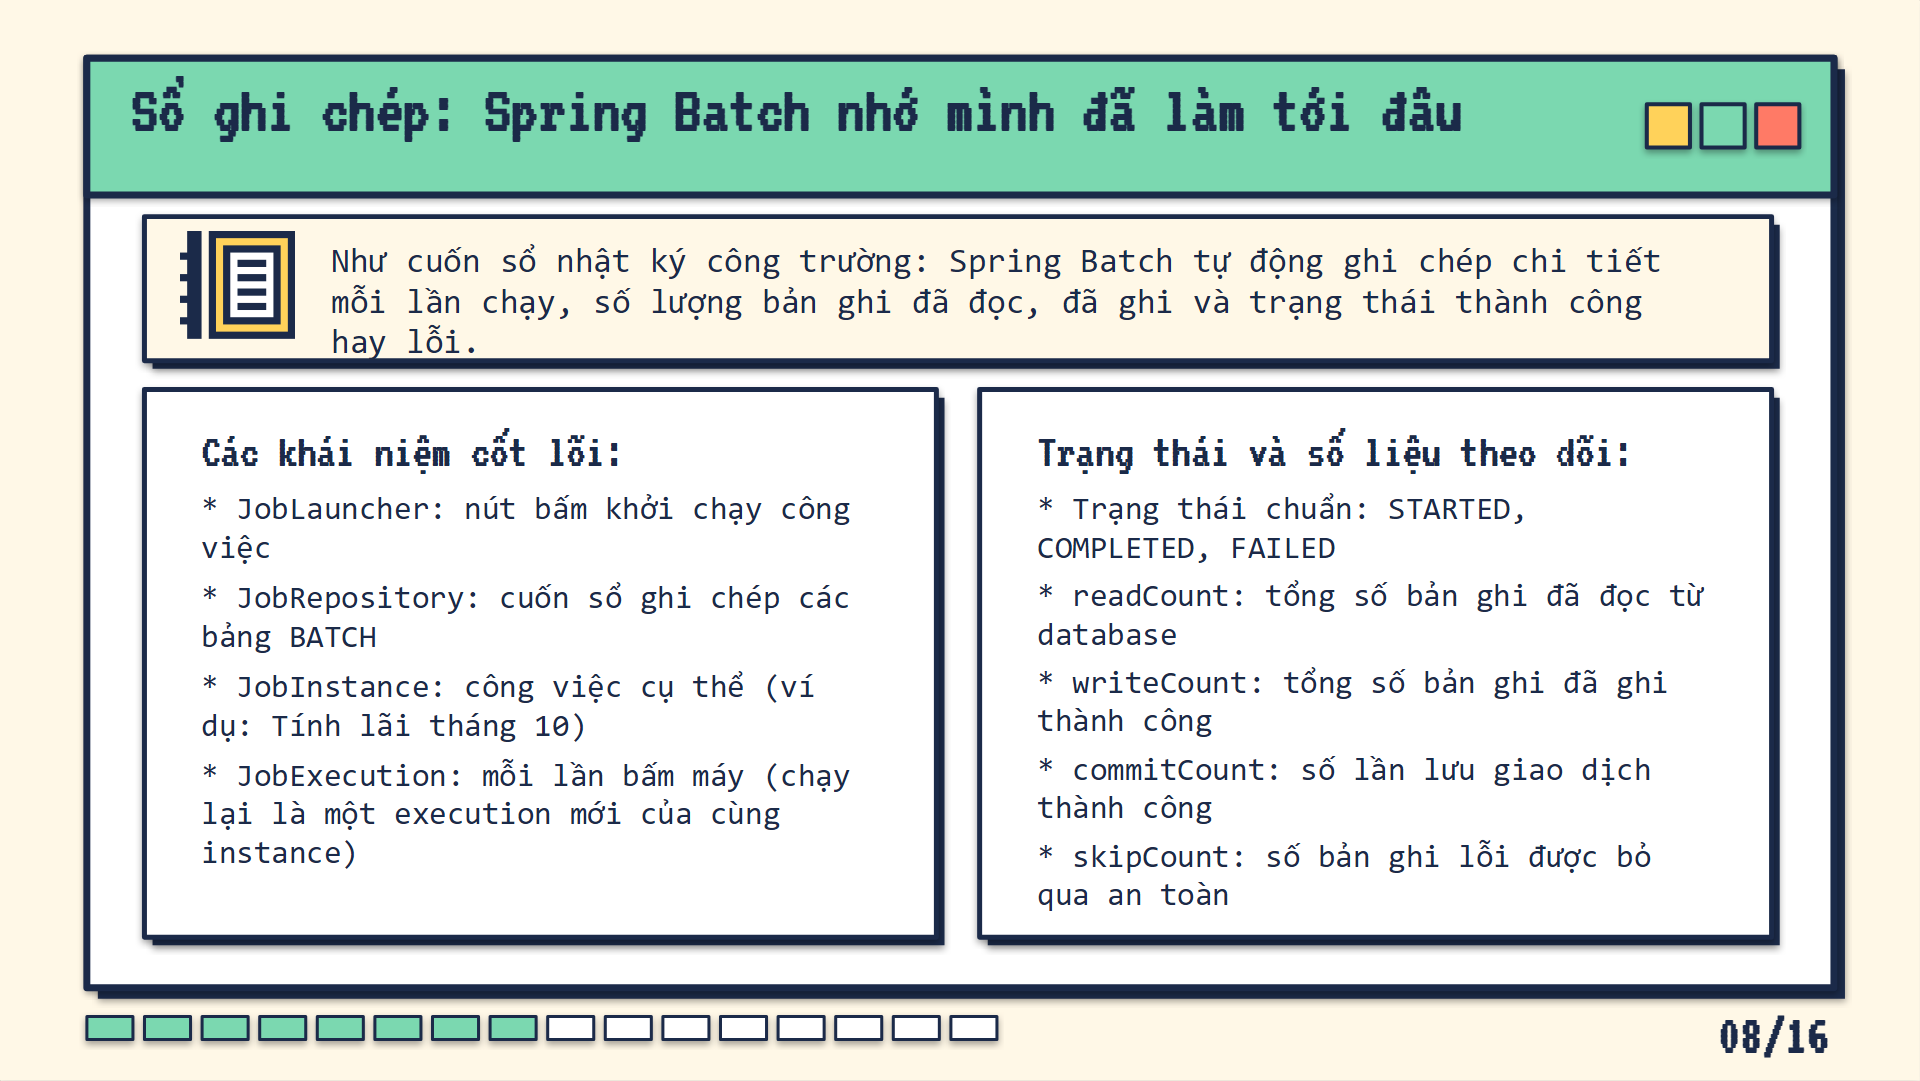 Sổ ghi chép: Spring Batch nhớ mình đã làm tới đâu
Như cuốn sổ nhật ký công trường: Spring Batch tự động ghi chép chi tiết
mỗi lần chạy, số lượng bản ghi đã đọc, đã ghi và trạng thái thành công
hay lỗi.
Các khái niệm cốt lõi:
* JobLauncher: nút bấm khởi chạy công
việc
* JobRepository: cuốn sổ ghi chép các
bảng BATCH
* JobInstance: công việc cụ thể (ví
dụ: Tính lãi tháng 10)
* JobExecution: mỗi lần bấm máy (chạy
lại là một execution mới của cùng
instance)
Trạng thái và số liệu theo dõi:
* Trạng thái chuẩn: STARTED,
COMPLETED, FAILED
* readCount: tổng số bản ghi đã đọc từ
database
* writeCount: tổng số bản ghi đã ghi
thành công
* commitCount: số lần lưu giao dịch
thành công
* skipCount: số bản ghi lỗi được bỏ
qua an toàn
08/16